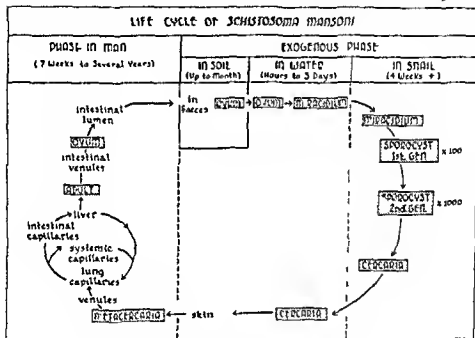 LIFE CYCLE OF SCHISTOSOMA MANSONI
PHASE IN MAN
(7 Weeks to Several Years)
EXOGENOUS PHASE
IN SOIL
(Up to Month)
IN WATER
(Hours to 3 Days)
IN SNAIL
(4 Weeks +)
intestinal
lumen
OVUM
intestinal
venules
ADULT
liver
intestinal
capillaries
systemic
capillaries
lung
capillaries
venules
METACERCARIA
in
faeces
OVUM
OVUM
MIRACIDIUM
MIRACIDIUM
SPOROCYST
1st. GEN.
x 100
SPOROCYST
2nd. GEN.
x 1000
CERCARIA
CERCARIA
skin